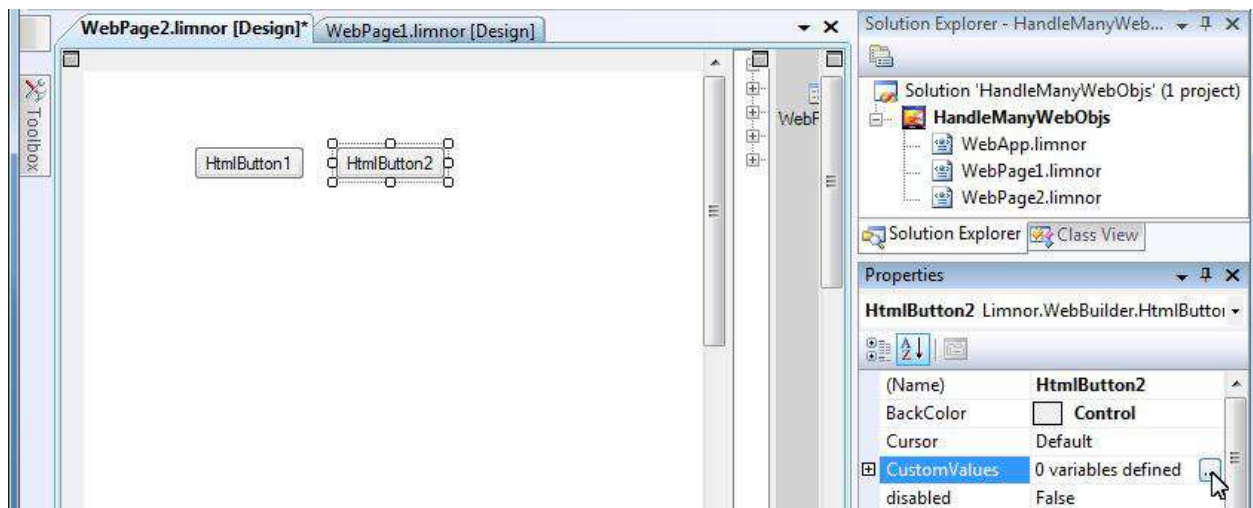 WebPage2.limnor [Design]* WebPage1.limnor [Design]
Toolbox
HtmlButton1 HtmlButton2
WebF
Solution Explorer - HandleManyWeb...
Solution 'HandleManyWebObjs' (1 project)
HandleManyWebObjs
WebApp.limnor
WebPage1.limnor
WebPage2.limnor
Solution Explorer Class View
Properties
HtmlButton2 Limnor.WebBuilder.HtmlButto
(Name) HtmlButton2
BackColor Control
Cursor Default
CustomValues 0 variables defined ...
disabled False